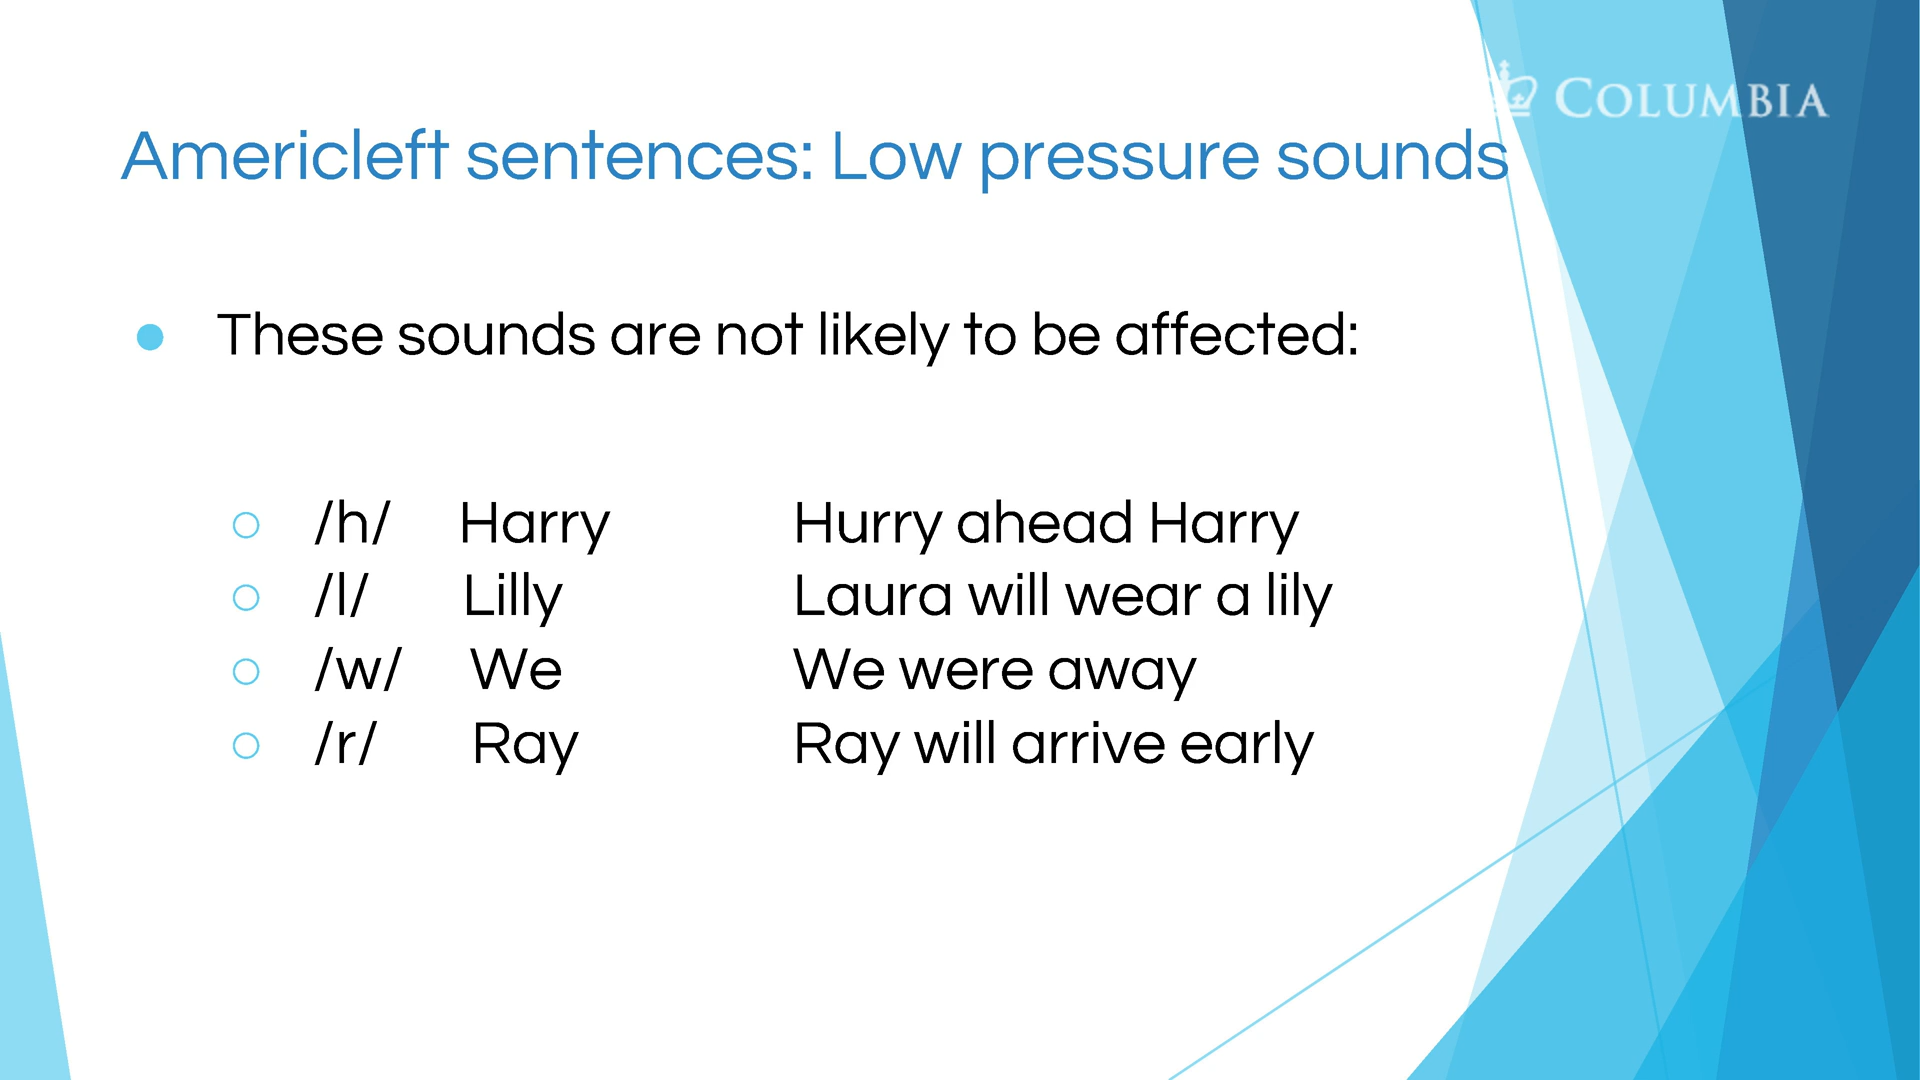 COLUMBIA
Americleft sentences: Low pressure sounds
● These sounds are not likely to be affected:
○ /h/ Harry Hurry ahead Harry
○ /l/ Lilly Laura will wear a lily
○ /w/ We We were away
○ /r/ Ray Ray will arrive early